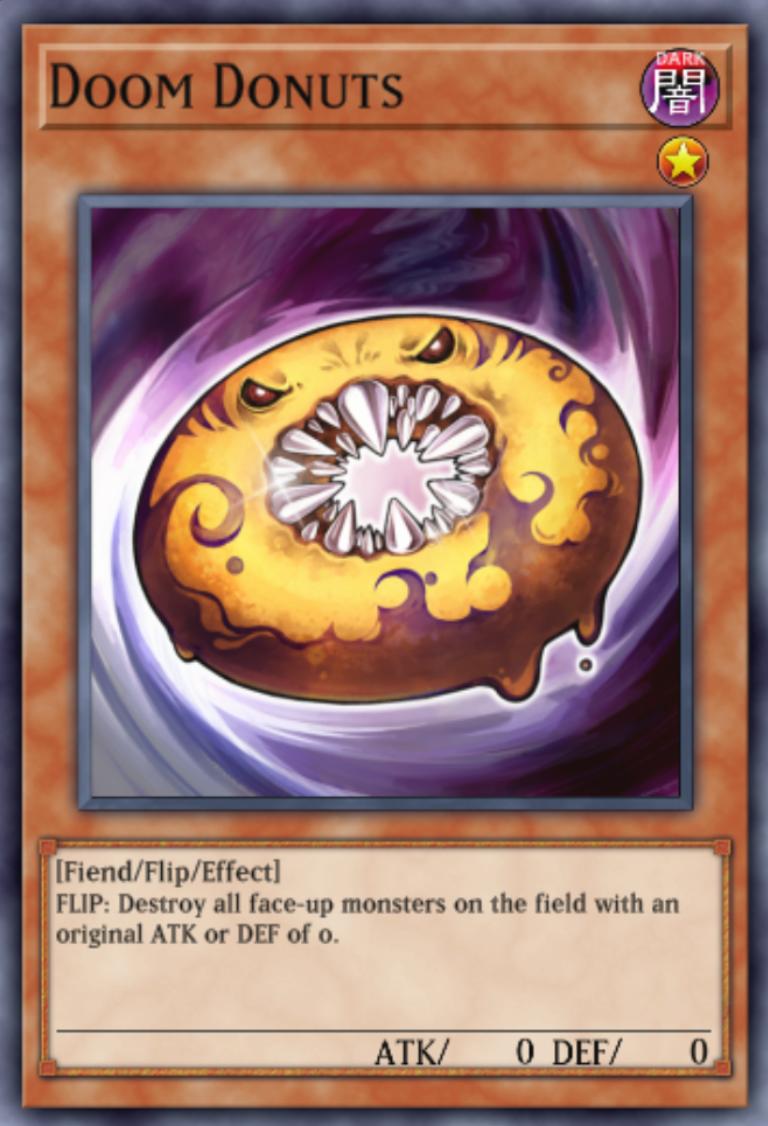 Doom Donuts
DARK
闇
[Fiend/Flip/Effect]
FLIP: Destroy all face-up monsters on the field with an
original ATK or DEF of 0.
ATK/ 0 DEF/ 0